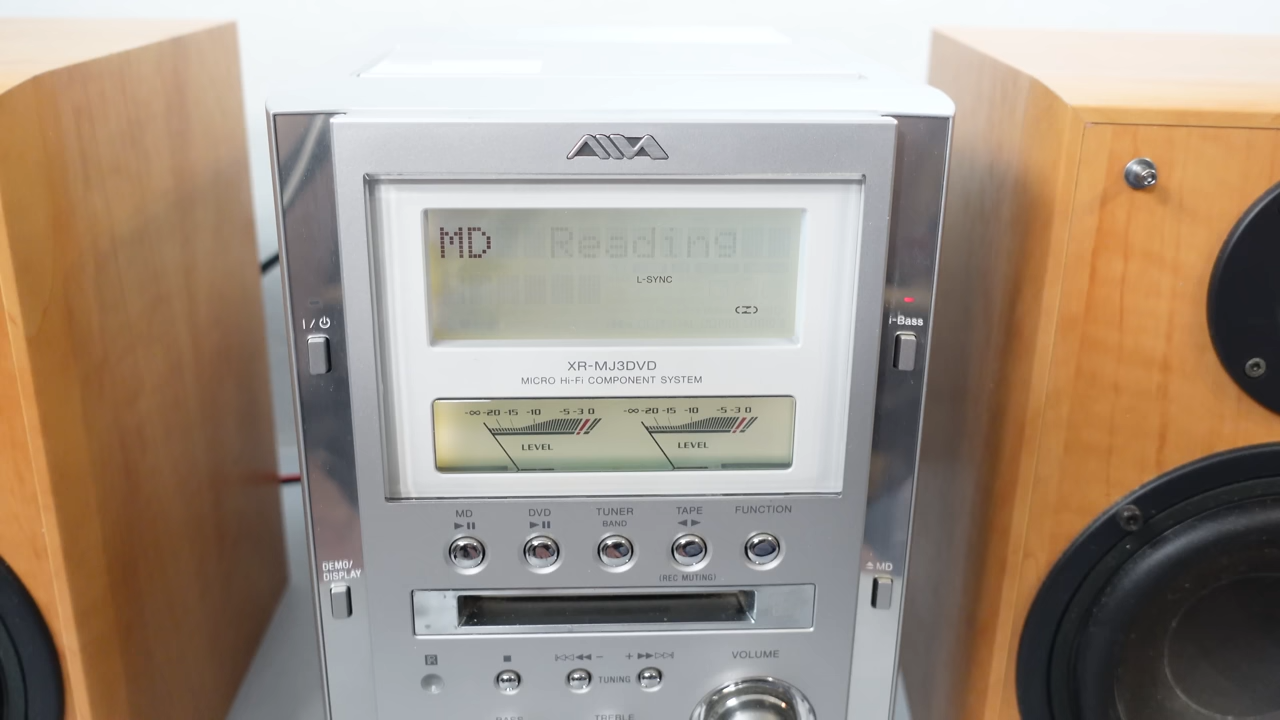 AIWA
MD Reading
L-SYNC
I/⏻
i-Bass
XR-MJ3DVD
MICRO Hi-Fi COMPONENT SYSTEM
-∞ -20 -15 -10 -5 -3 0
LEVEL
-∞ -20 -15 -10 -5 -3 0
LEVEL
MD DVD TUNER TAPE FUNCTION
▶⏸ ▶⏸ BAND ◀ ▶
(REC MUTING)
DEMO/
DISPLAY
⏏ MD
R ■ |◁◁◀◀ − + ▶▶▷▷| VOLUME
TUNING
BASS TREBLE